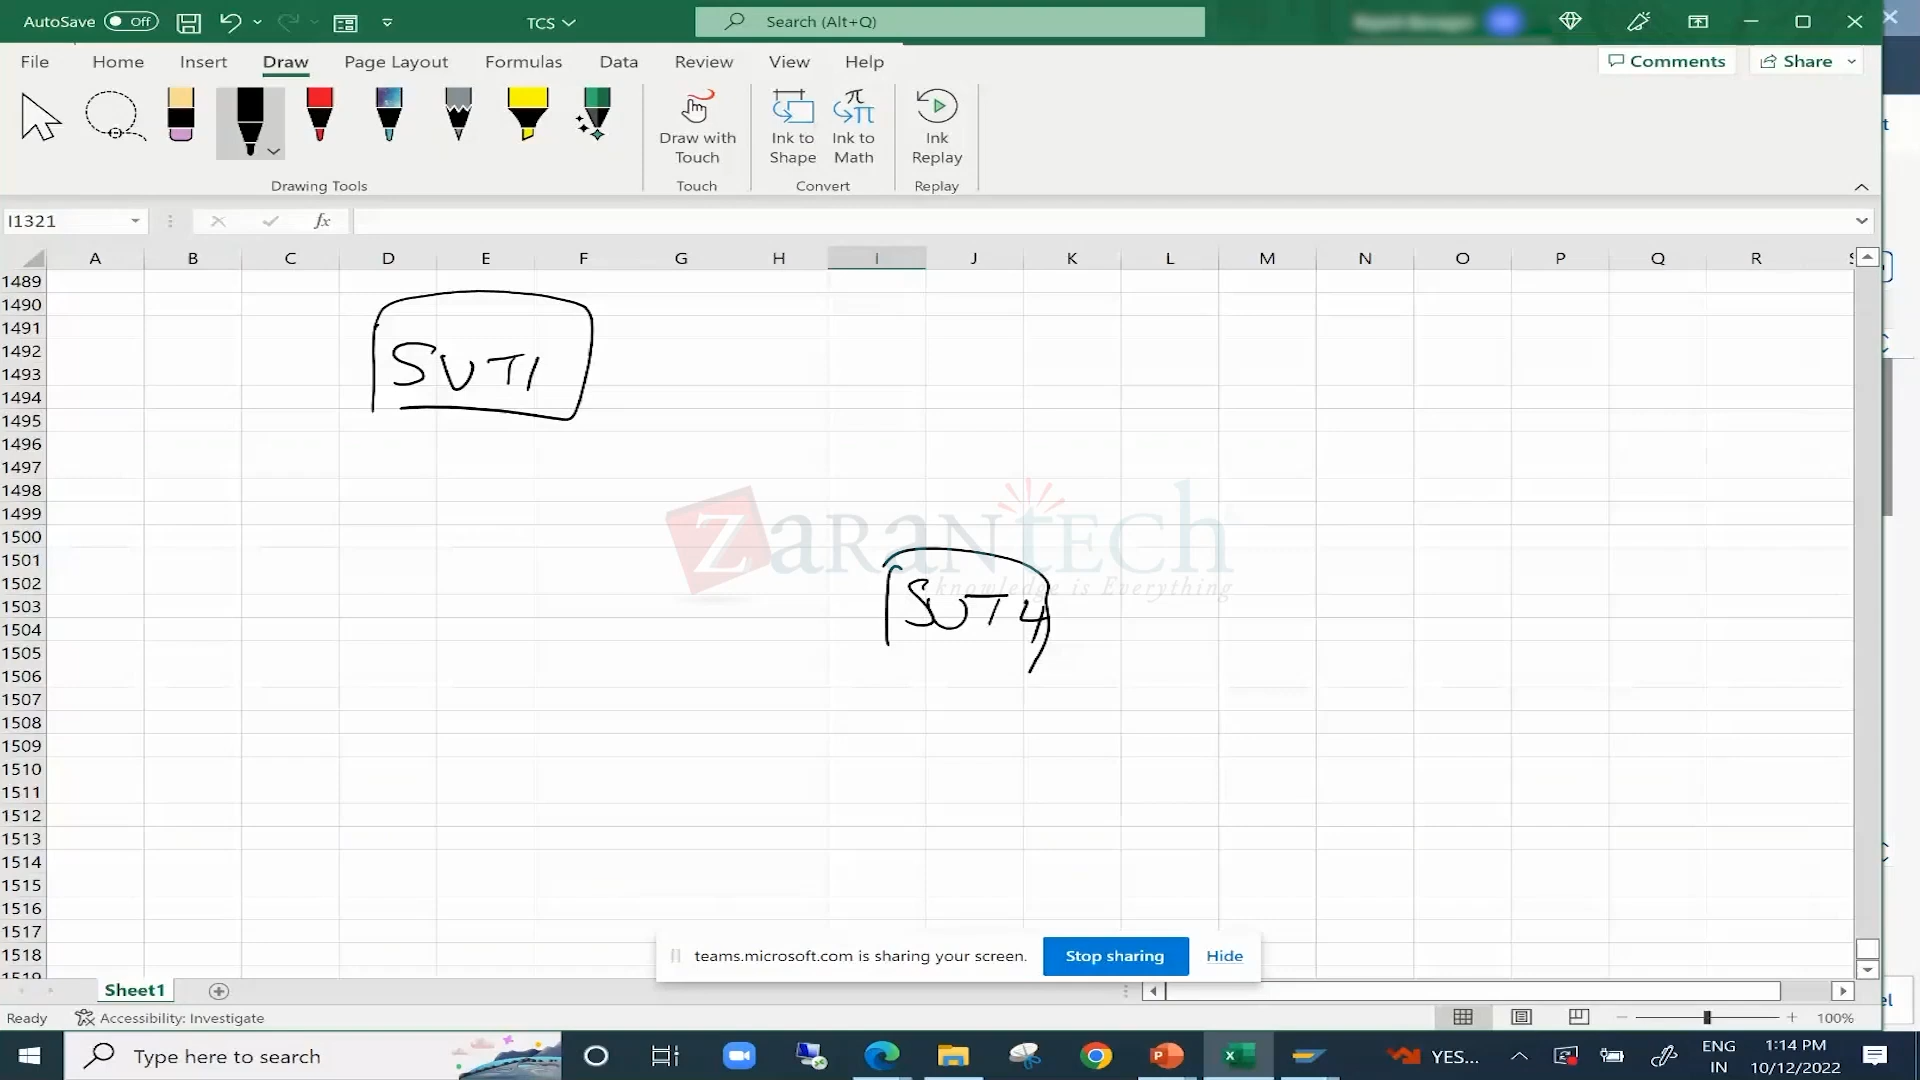 AutoSave Off TCS Search (Alt+Q)
File Home Insert Draw Page Layout Formulas Data Review View Help Comments Share
Draw with Touch Ink to Shape Ink to Math Ink Replay
Drawing Tools Touch Convert Replay
I1321 fx
A B C D E F G H I J K L M N O P Q R
1489
1490
1491
1492
1493
1494
1495
1496
1497
1498
1499
1500
1501
1502
1503
1504
1505
1506
1507
1508
1509
1510
1511
1512
1513
1514
1515
1516
1517
1518
1519
SUT1
ZaranTech
knowledge is Everything
SUT4
teams.microsoft.com is sharing your screen. Stop sharing Hide
Sheet1
Ready Accessibility: Investigate 100%
Type here to search YES... ENG IN 1:14 PM 10/12/2022